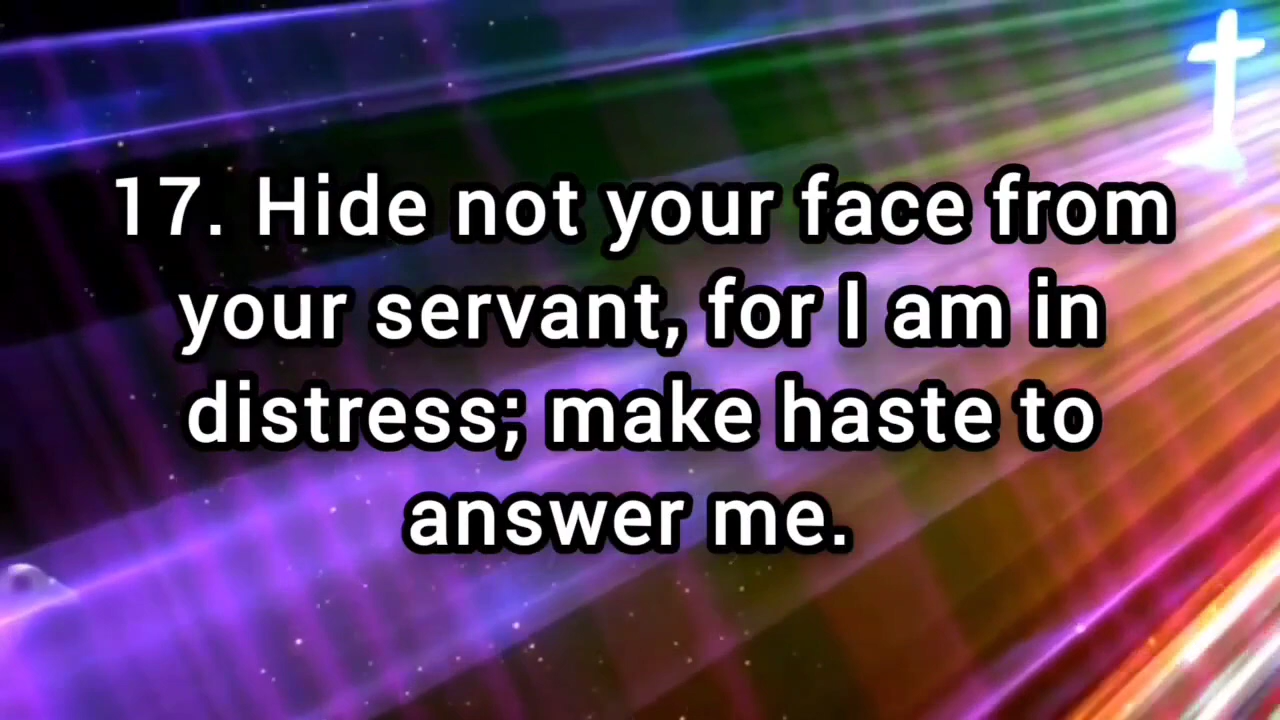 17. Hide not your face from
your servant, for I am in
distress; make haste to
answer me.